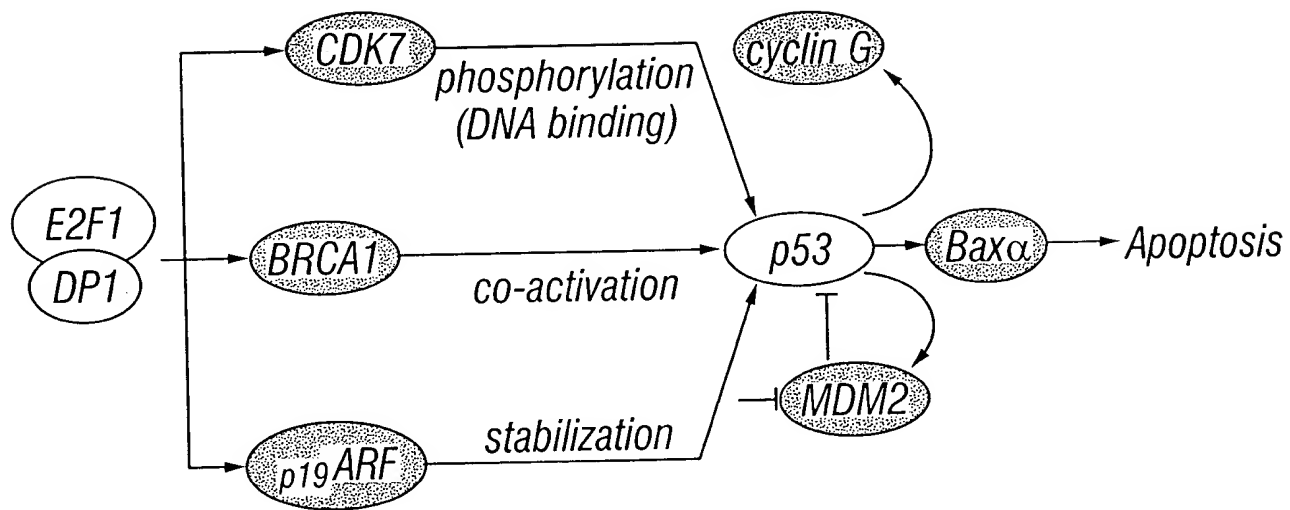 CDK7
cyclin G
phosphorylation
(DNA binding)
E2F1
DP1
BRCA1
co-activation
p53
Baxα
Apoptosis
MDM2
stabilization
p19ARF